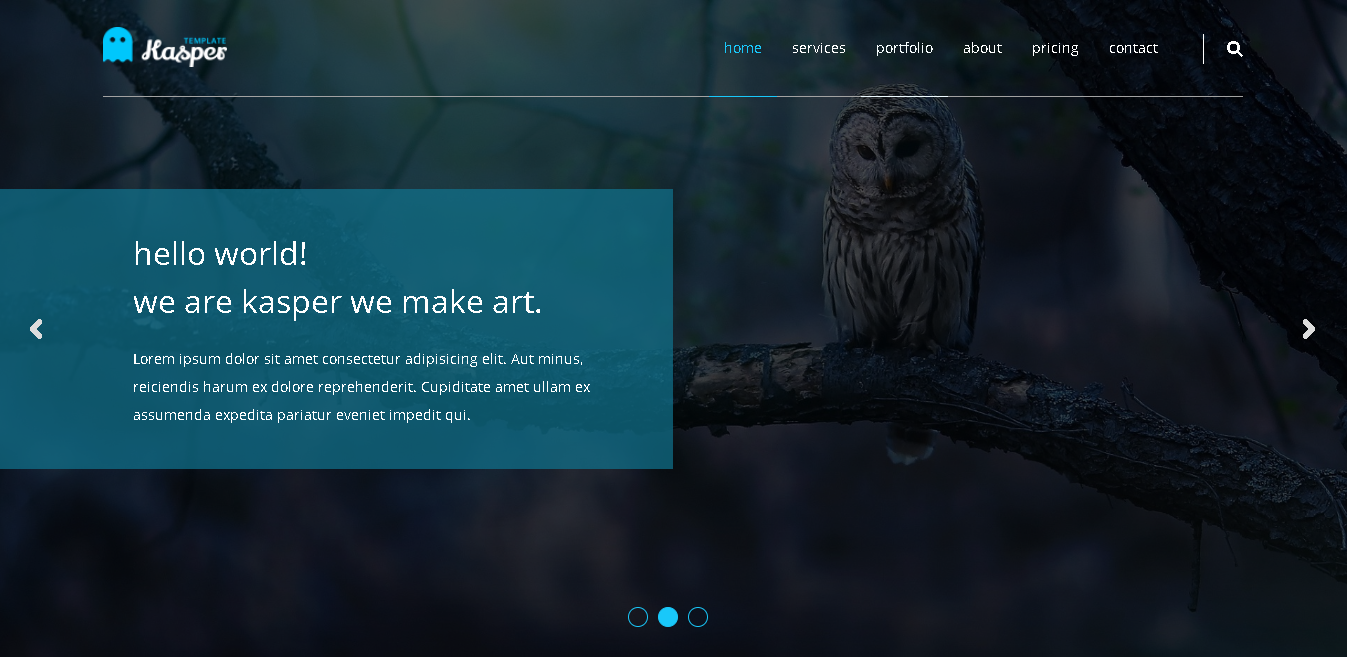 TEMPLATE
Kasper
home services portfolio about pricing contact
hello world!
we are kasper we make art.
Lorem ipsum dolor sit amet consectetur adipisicing elit. Aut minus,
reiciendis harum ex dolore reprehenderit. Cupiditate amet ullam ex
assumenda expedita pariatur eveniet impedit qui.